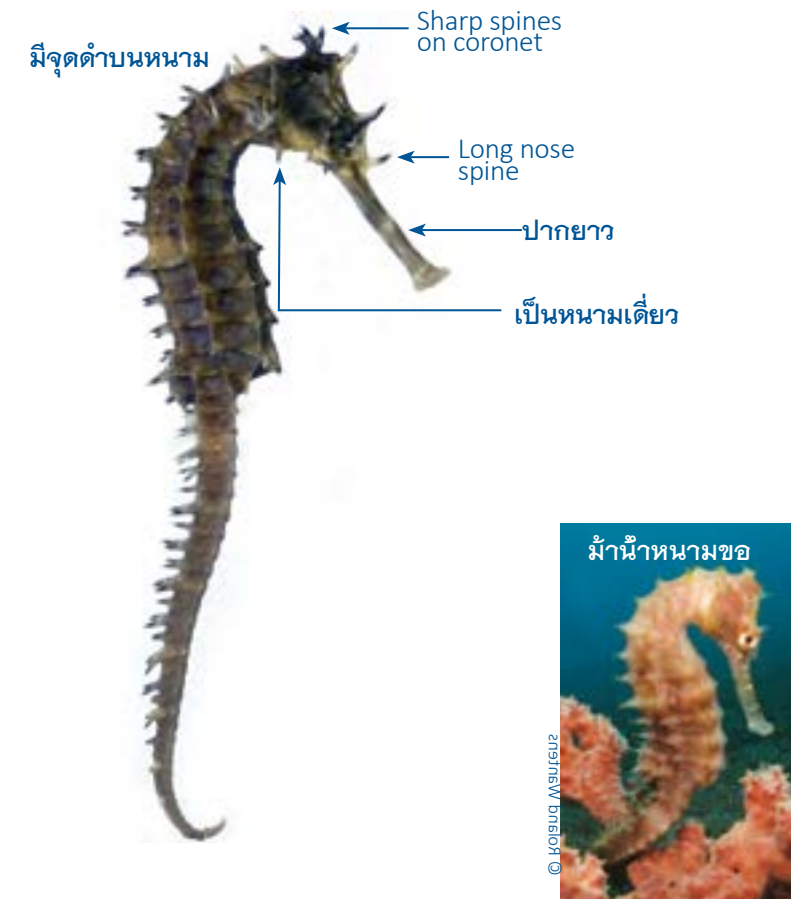 Sharp spines
on coronet
มีจุดดำบนหนาม
Long nose
spine
ปากยาว
เป็นหนามเดี่ยว
ม้าน้ำหนามขอ
© Roland Wantens